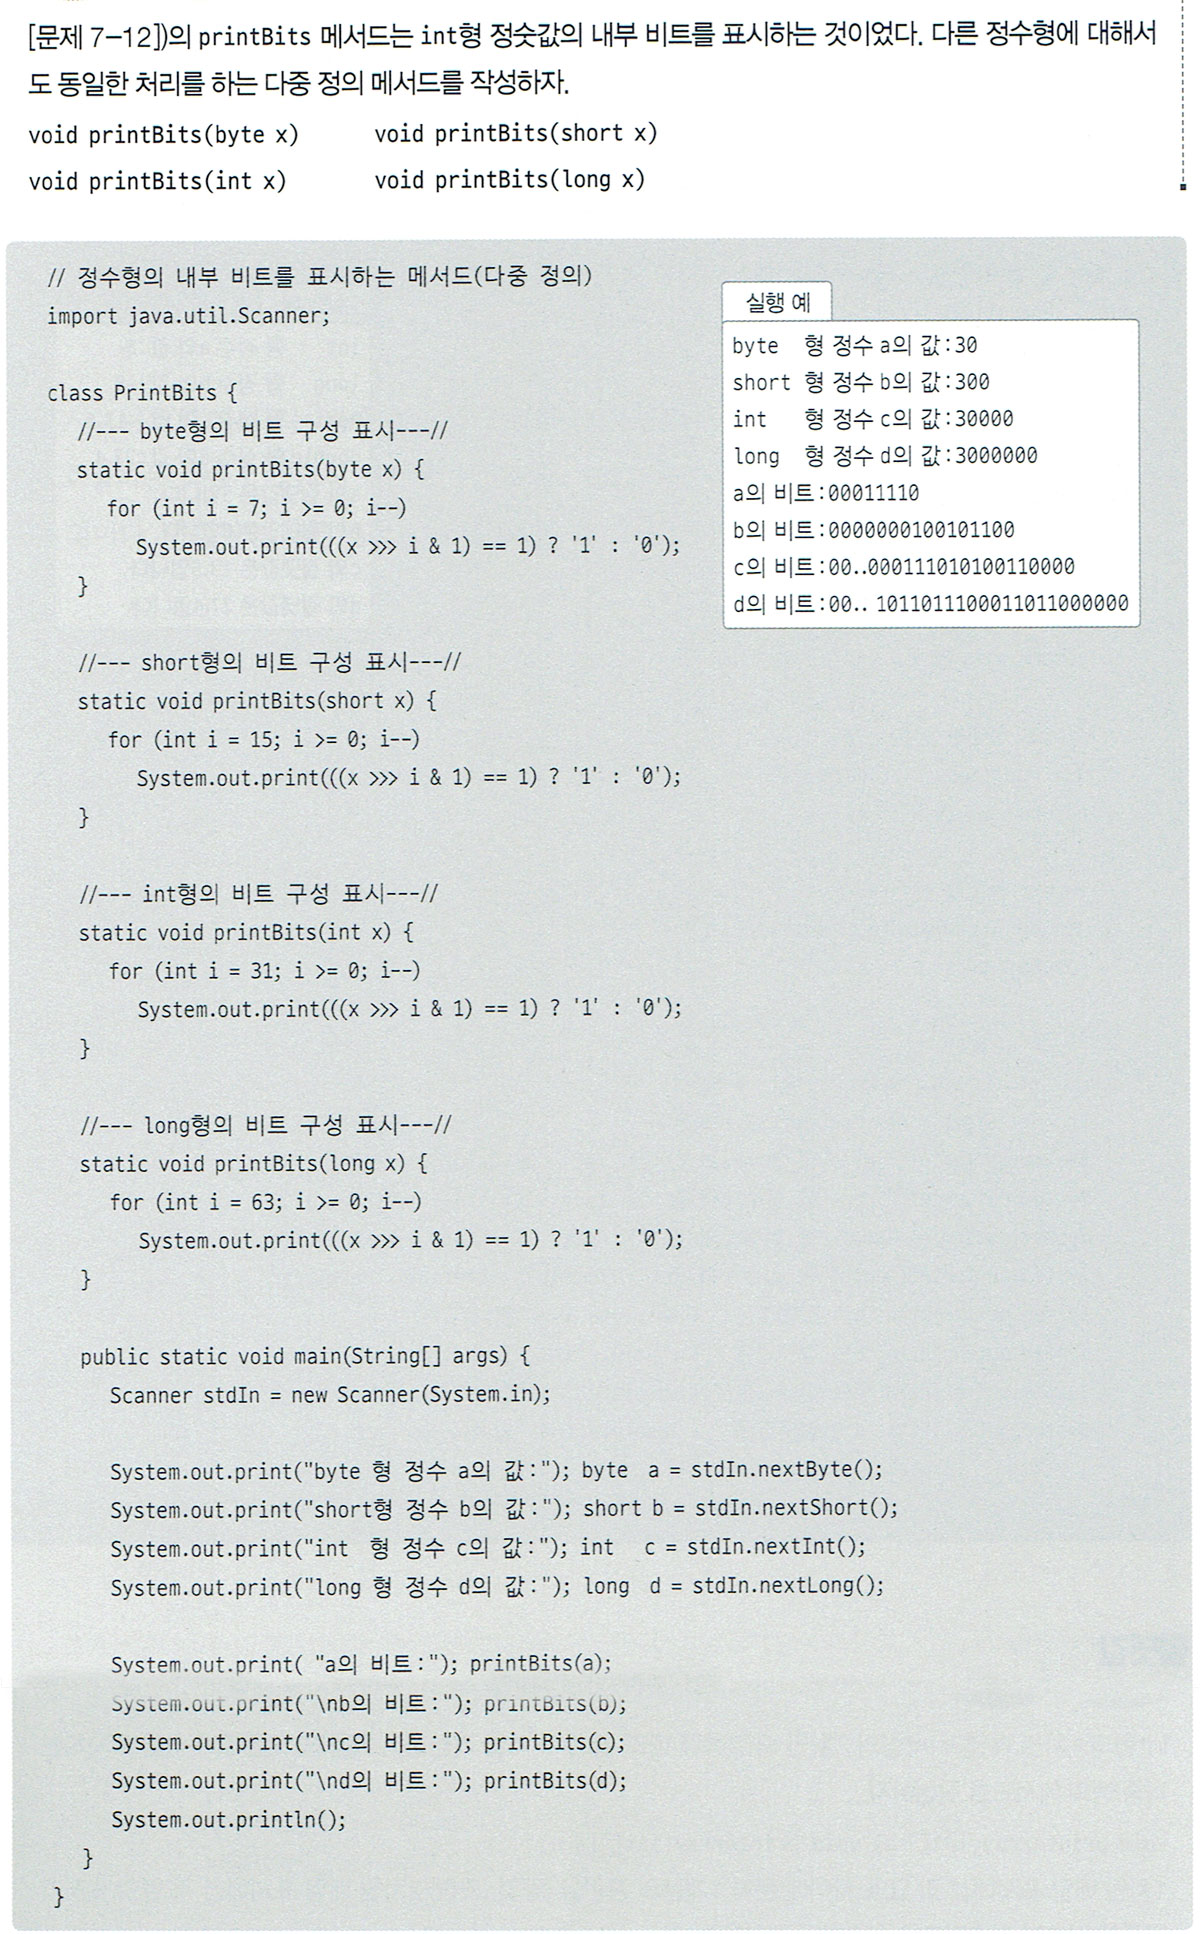 [문제 7-12])의 printBits 메서드는 int형 정숫값의 내부 비트를 표시하는 것이었다. 다른 정수형에 대해서
도 동일한 처리를 하는 다중 정의 메서드를 작성하자.
void printBits(byte x)    void printBits(short x)
void printBits(int x)    void printBits(long x)
// 정수형의 내부 비트를 표시하는 메서드(다중 정의)
import java.util.Scanner;
class PrintBits {
//--- byte형의 비트 구성 표시---//
static void printBits(byte x) {
for (int i = 7; i >= 0; i--)
System.out.print(((x >>> i & 1) == 1) ? '1' : '0');
}
//--- short형의 비트 구성 표시---//
static void printBits(short x) {
for (int i = 15; i >= 0; i--)
System.out.print(((x >>> i & 1) == 1) ? '1' : '0');
}
//--- int형의 비트 구성 표시---//
static void printBits(int x) {
for (int i = 31; i >= 0; i--)
System.out.print(((x >>> i & 1) == 1) ? '1' : '0');
}
//--- long형의 비트 구성 표시---//
static void printBits(long x) {
for (int i = 63; i >= 0; i--)
System.out.print(((x >>> i & 1) == 1) ? '1' : '0');
}
public static void main(String[] args) {
Scanner stdIn = new Scanner(System.in);
System.out.print("byte 형 정수 a의 값:"); byte  a = stdIn.nextByte();
System.out.print("short형 정수 b의 값:"); short b = stdIn.nextShort();
System.out.print("int  형 정수 c의 값:"); int   c = stdIn.nextInt();
System.out.print("long 형 정수 d의 값:"); long  d = stdIn.nextLong();
System.out.print( "a의 비트:"); printBits(a);
System.out.print("\nb의 비트:"); printBits(b);
System.out.print("\nc의 비트:"); printBits(c);
System.out.print("\nd의 비트:"); printBits(d);
System.out.println();
}
}
실행 예
byte  형 정수 a의 값:30
short 형 정수 b의 값:300
int   형 정수 c의 값:30000
long  형 정수 d의 값:3000000
a의 비트:00011110
b의 비트:0000000100101100
c의 비트:00..000111010100110000
d의 비트:00.. 1011011100011011000000